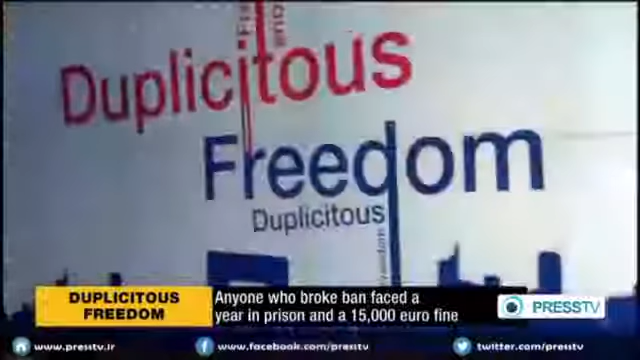 Duplicitous
Freedom
Duplicitous
DUPLICITOUS
FREEDOM
Anyone who broke ban faced a
year in prison and a 15,000 euro fine
PRESSTV
www.presstv.ir
www.facebook.com/presstv
twitter.com/presstv